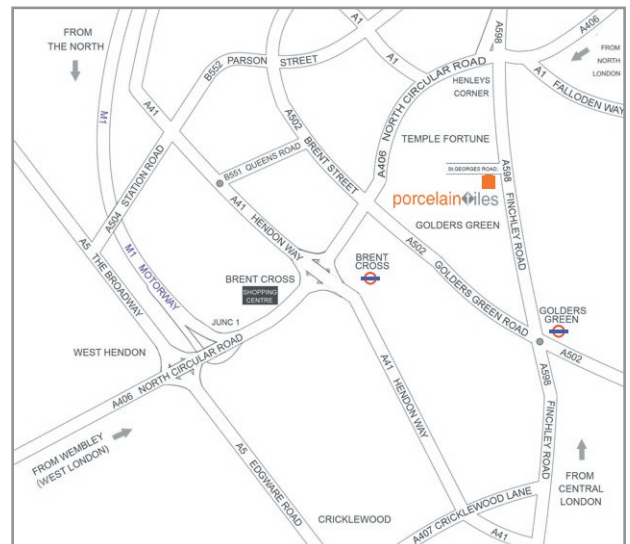 FROM
THE NORTH
M1
A41
B552
PARSON
STREET
A1
A1
A598
A406
FROM
NORTH
LONDON
A1
FALLODEN WAY
HENLEYS
CORNER
A406
NORTH CIRCULAR ROAD
A502
BRENT STREET
TEMPLE FORTUNE
St GEORGES ROAD
A598
FINCHLEY ROAD
porcelain tiles
GOLDERS GREEN
B551 QUEENS ROAD
A504
STATION ROAD
A41
HENDON WAY
A5
THE BROADWAY
M1 MOTORWAY
BRENT CROSS
SHOPPING
CENTRE
BRENT
CROSS
A502
GOLDERS GREEN ROAD
GOLDERS
GREEN
A502
JUNC 1
WEST HENDON
A406
NORTH CIRCULAR ROAD
FROM WEMBLEY
(WEST LONDON)
A5
EDGWARE ROAD
A41
HENDON WAY
A598
FINCHLEY ROAD
FROM
CENTRAL
LONDON
CRICKLEWOOD
A407 CRICKLEWOOD LANE
A41